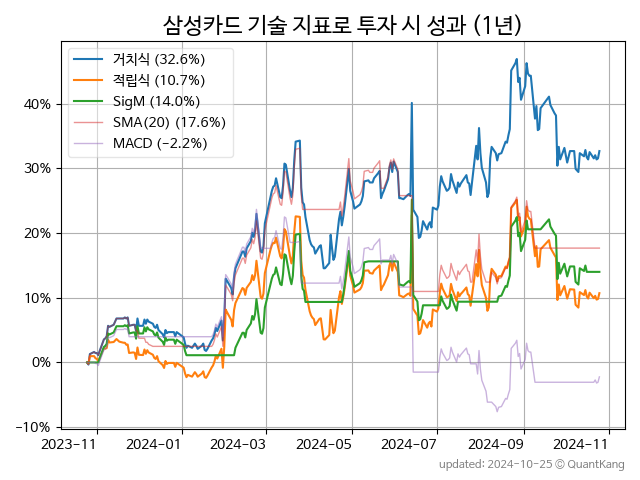 삼성카드 기술 지표로 투자 시 성과 (1년)
거치식 (32.6%)
적립식 (10.7%)
SigM (14.0%)
SMA(20) (17.6%)
MACD (−2.2%)
40%
30%
20%
10%
0%
−10%
2023−11 2024−01 2024−03 2024−05 2024−07 2024−09 2024−11
updated: 2024-10-25 © QuantKang